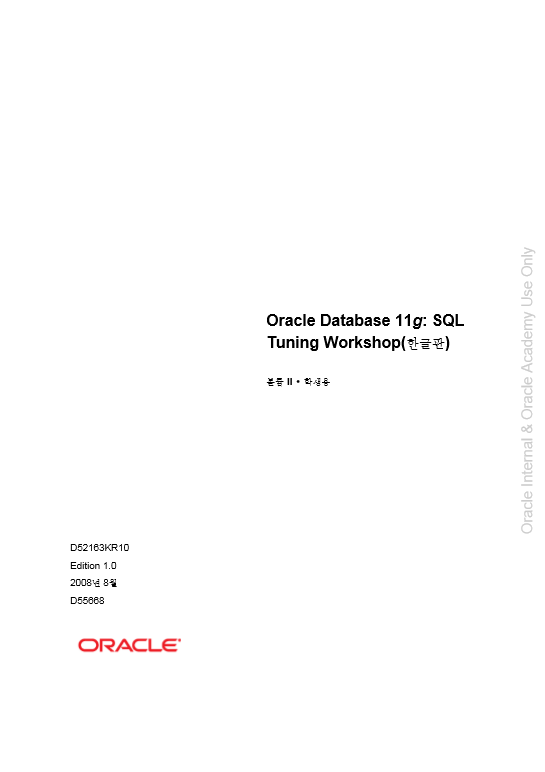 Oracle Database 11g: SQL
Tuning Workshop(한글판)
볼륨 II • 학생용
D52163KR10
Edition 1.0
2008년 8월
D55668
ORACLE
Oracle Internal & Oracle Academy Use Only